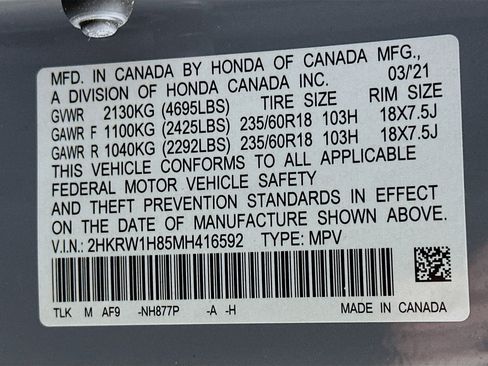 MFD. IN CANADA BY HONDA OF CANADA MFG.,
A DIVISION OF HONDA CANADA INC. 03/'21
GVWR 2130KG (4695LBS) TIRE SIZE RIM SIZE
GAWR F 1100KG (2425LBS) 235/60R18 103H 18X7.5J
GAWR R 1040KG (2292LBS) 235/60R18 103H 18X7.5J
THIS VEHICLE CONFORMS TO ALL APPLICABLE
FEDERAL MOTOR VEHICLE SAFETY
AND THEFT PREVENTION STANDARDS IN EFFECT
ON THE DATE OF MANUFACTURE SHOWN ABOVE.
V.I.N.: 2HKRW1H85MH416592 TYPE: MPV
TLK M AF9 -NH877P -A -H MADE IN CANADA